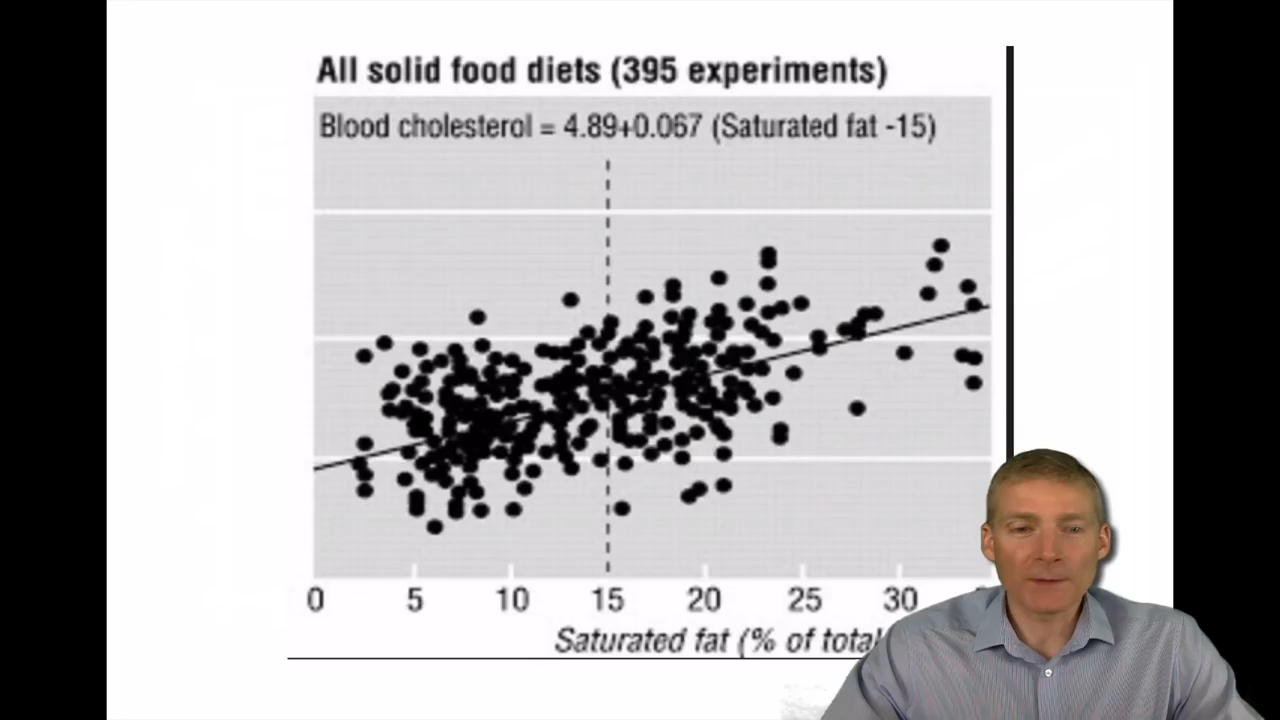 All solid food diets (395 experiments)
Blood cholesterol = 4.89+0.067 (Saturated fat -15)
0 5 10 15 20 25 30
Saturated fat (% of total